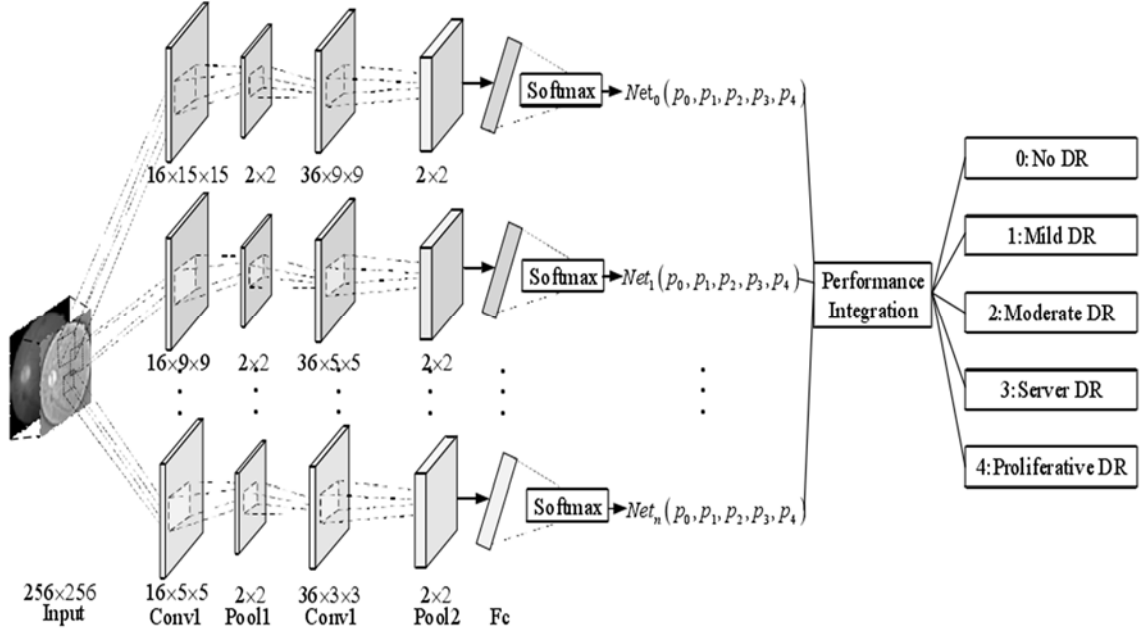 Softmax
Net₀(p₀, p₁, p₂, p₃, p₄)
16×15×15
2×2
36×9×9
2×2
0:No DR
Softmax
Net₁(p₀, p₁, p₂, p₃, p₄)
16×9×9
2×2
36×5×5
2×2
1:Mild DR
Performance
Integration
2:Moderate DR
3:Server DR
4:Proliferative DR
Softmax
Netₙ(p₀, p₁, p₂, p₃, p₄)
256×256
16×5×5
2×2
36×3×3
2×2
Input
Conv1
Pool1
Conv1
Pool2
Fc